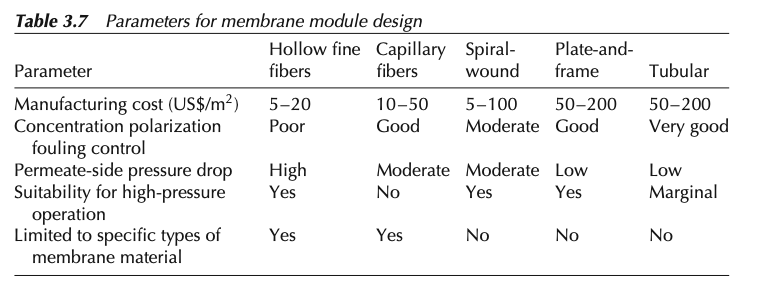 Table 3.7 Parameters for membrane module design
Hollow fine Capillary Spiral- Plate-and-
Parameter fibers fibers wound frame Tubular
Manufacturing cost (US$/m²) 5–20 10–50 5–100 50–200 50–200
Concentration polarization Poor Good Moderate Good Very good
fouling control
Permeate-side pressure drop High Moderate Moderate Low Low
Suitability for high-pressure Yes No Yes Yes Marginal
operation
Limited to specific types of Yes Yes No No No
membrane material